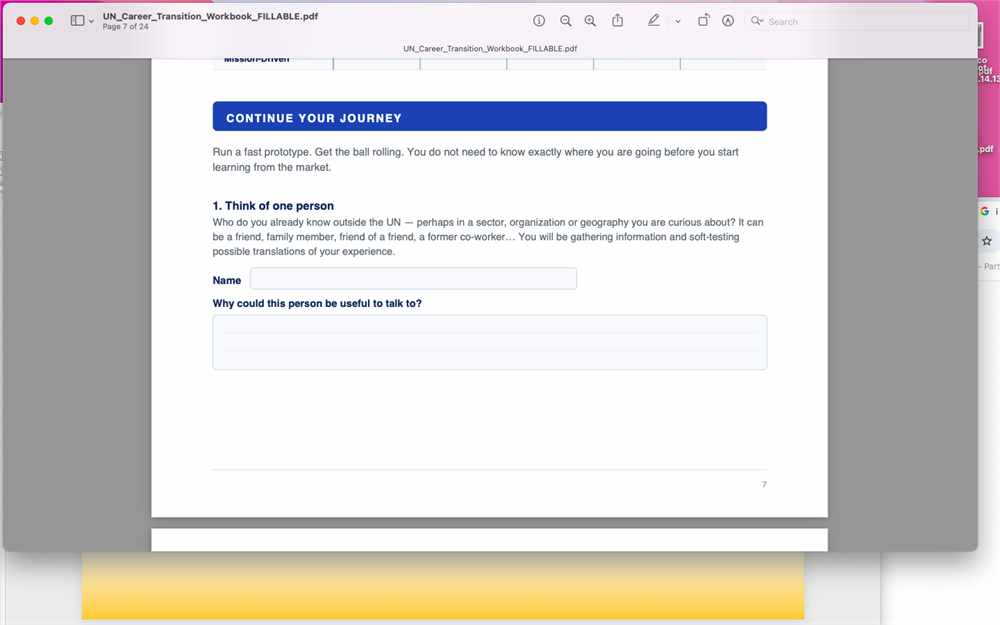 UN_Career_Transition_Workbook_FILLABLE.pdf
Page 7 of 24
Search
UN_Career_Transition_Workbook_FILLABLE.pdf
Mission-Driven
CONTINUE YOUR JOURNEY
Run a fast prototype. Get the ball rolling. You do not need to know exactly where you are going before you start
learning from the market.
1. Think of one person
Who do you already know outside the UN — perhaps in a sector, organization or geography you are curious about? It can
be a friend, family member, friend of a friend, a former co-worker… You will be gathering information and soft-testing
possible translations of your experience.
Name
Why could this person be useful to talk to?
7
.14.13
.pdf
- Part